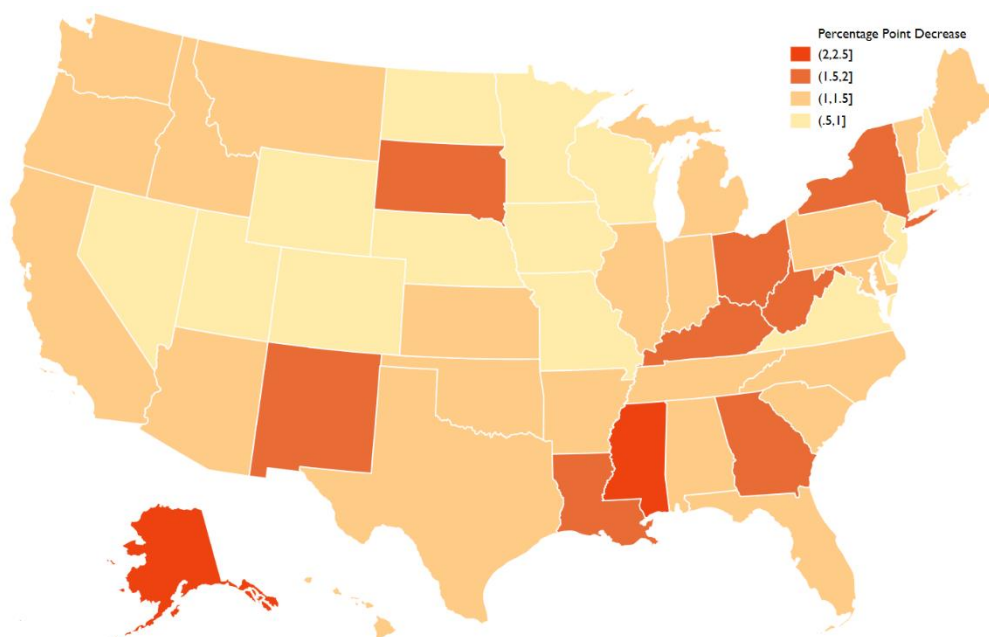 Percentage Point Decrease
(2,2.5]
(1.5,2]
(1,1.5]
(.5,1]